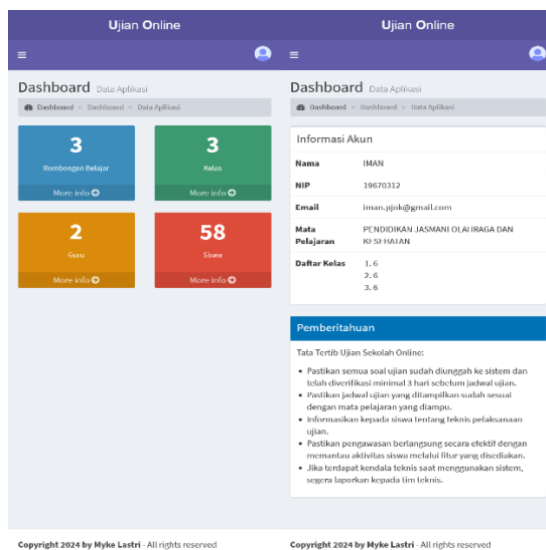 Ujian Online
Dashboard Data Aplikasi
Dashboard > Dashboard > Data Aplikasi
3
Rombongan Belajar
More info
3
Kelas
More info
2
Guru
More info
58
Siswa
More info
Copyright 2024 by Myke Lastri - All rights reserved
Ujian Online
Dashboard Data Aplikasi
Dashboard > Dashboard > Data Aplikasi
Informasi Akun
Nama IMAN
NIP 19670312
Email iman.pjok@gmail.com
Mata Pelajaran PENDIDIKAN JASMANI OLAHRAGA DAN
KESEHATAN
Daftar Kelas 1. 6
2. 6
3. 6
Pemberitahuan
Tata Tertib Ujian Sekolah Online:
• Pastikan semua soal ujian sudah diunggah ke sistem dan
telah diverifikasi minimal 3 hari sebelum jadwal ujian.
• Pastikan jadwal ujian yang ditampilkan sudah sesuai
dengan mata pelajaran yang diampu.
• Informasikan kepada siswa tentang teknis pelaksanaan
ujian.
• Pastikan pengawasan berlangsung secara efektif dengan
memantau aktivitas siswa melalui fitur yang disediakan.
• Jika terdapat kendala teknis saat menggunakan sistem,
segera laporkan kepada tim teknis.
Copyright 2024 by Myke Lastri - All rights reserved